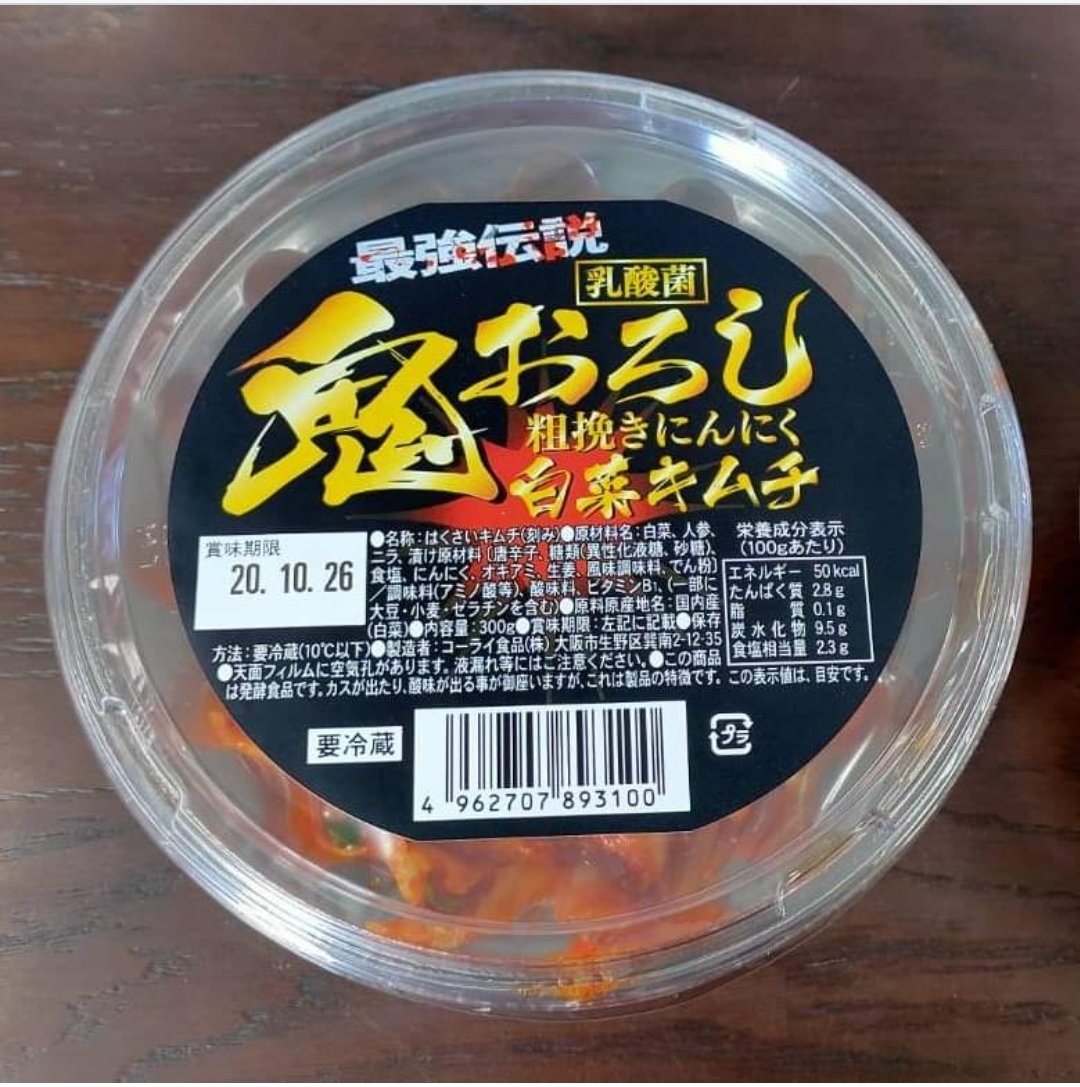 最強伝説
乳酸菌
鬼おろし
粗挽きにんにく
白菜キムチ
賞味期限
20. 10. 26
●名称:はくさいキムチ(刻み)●原材料名:白菜、人参、
ニラ、漬け原材料〔唐辛子、糖類(異性化液糖、砂糖)、
食塩、にんにく、オキアミ、生姜、風味調味料、でん粉〕
/調味料(アミノ酸等)、酸味料、ビタミンB₁、(一部に
大豆・小麦・ゼラチンを含む)●原料原産地名:国内産
(白菜)●内容量:300g●賞味期限:左記に記載●保存
方法:要冷蔵(10℃以下)●製造者:コーライ食品(株) 大阪市生野区巽南2-12-35
●天面フィルムに空気孔があります。液漏れ等にはご注意ください。●この商品
は発酵食品です。カスが出たり、酸味が出る事が御座いますが、これは製品の特徴です。
栄養成分表示
(100gあたり)
エネルギー 50kcal
たんぱく質 2.8g
脂質 0.1g
炭水化物 9.5g
食塩相当量 2.3g
この表示値は、目安です。
要冷蔵
4 962707 893100
プラ